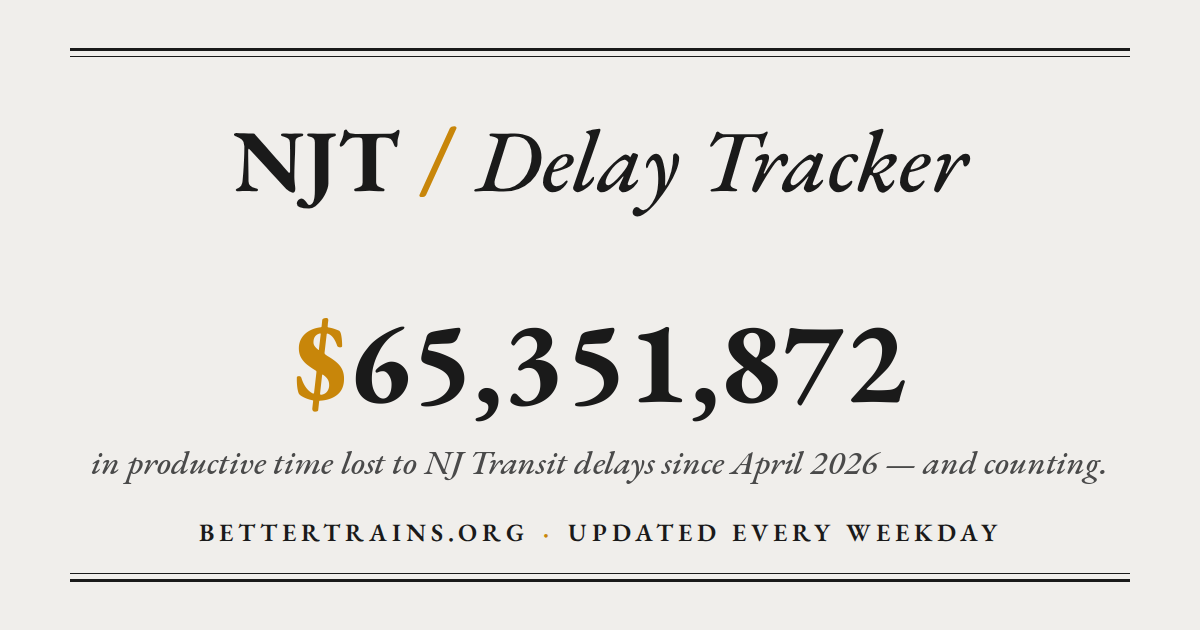 NJT / Delay Tracker
$65,351,872
in productive time lost to NJ Transit delays since April 2026 — and counting.
BETTERTRAINS.ORG · UPDATED EVERY WEEKDAY